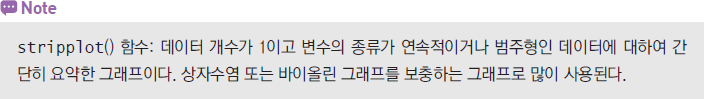 Note
stripplot() 함수: 데이터 개수가 1이고 변수의 종류가 연속적이거나 범주형인 데이터에 대하여 간
단히 요약한 그래프이다. 상자수염 또는 바이올린 그래프를 보충하는 그래프로 많이 사용된다.